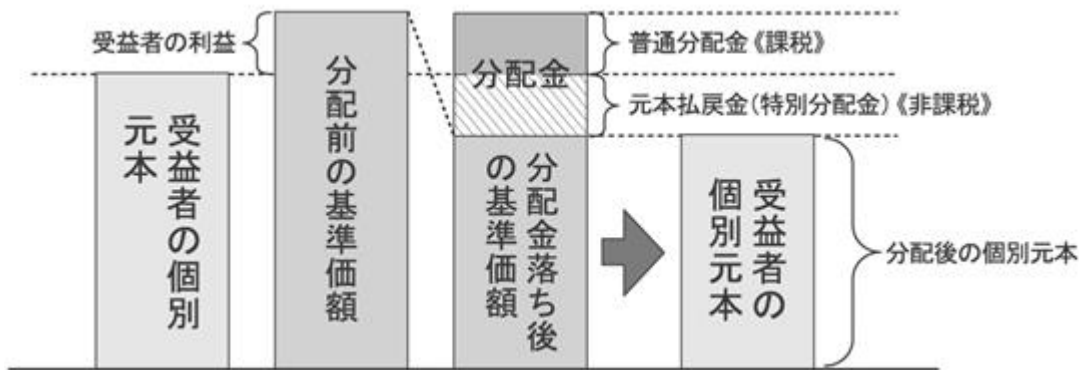 受益者の利益
受益者の個別
元本
分配前の基準価額
分配金
分配金落ち後
の基準価額
普通分配金《課税》
元本払戻金(特別分配金)《非課税》
受益者の
個別元本
分配後の個別元本